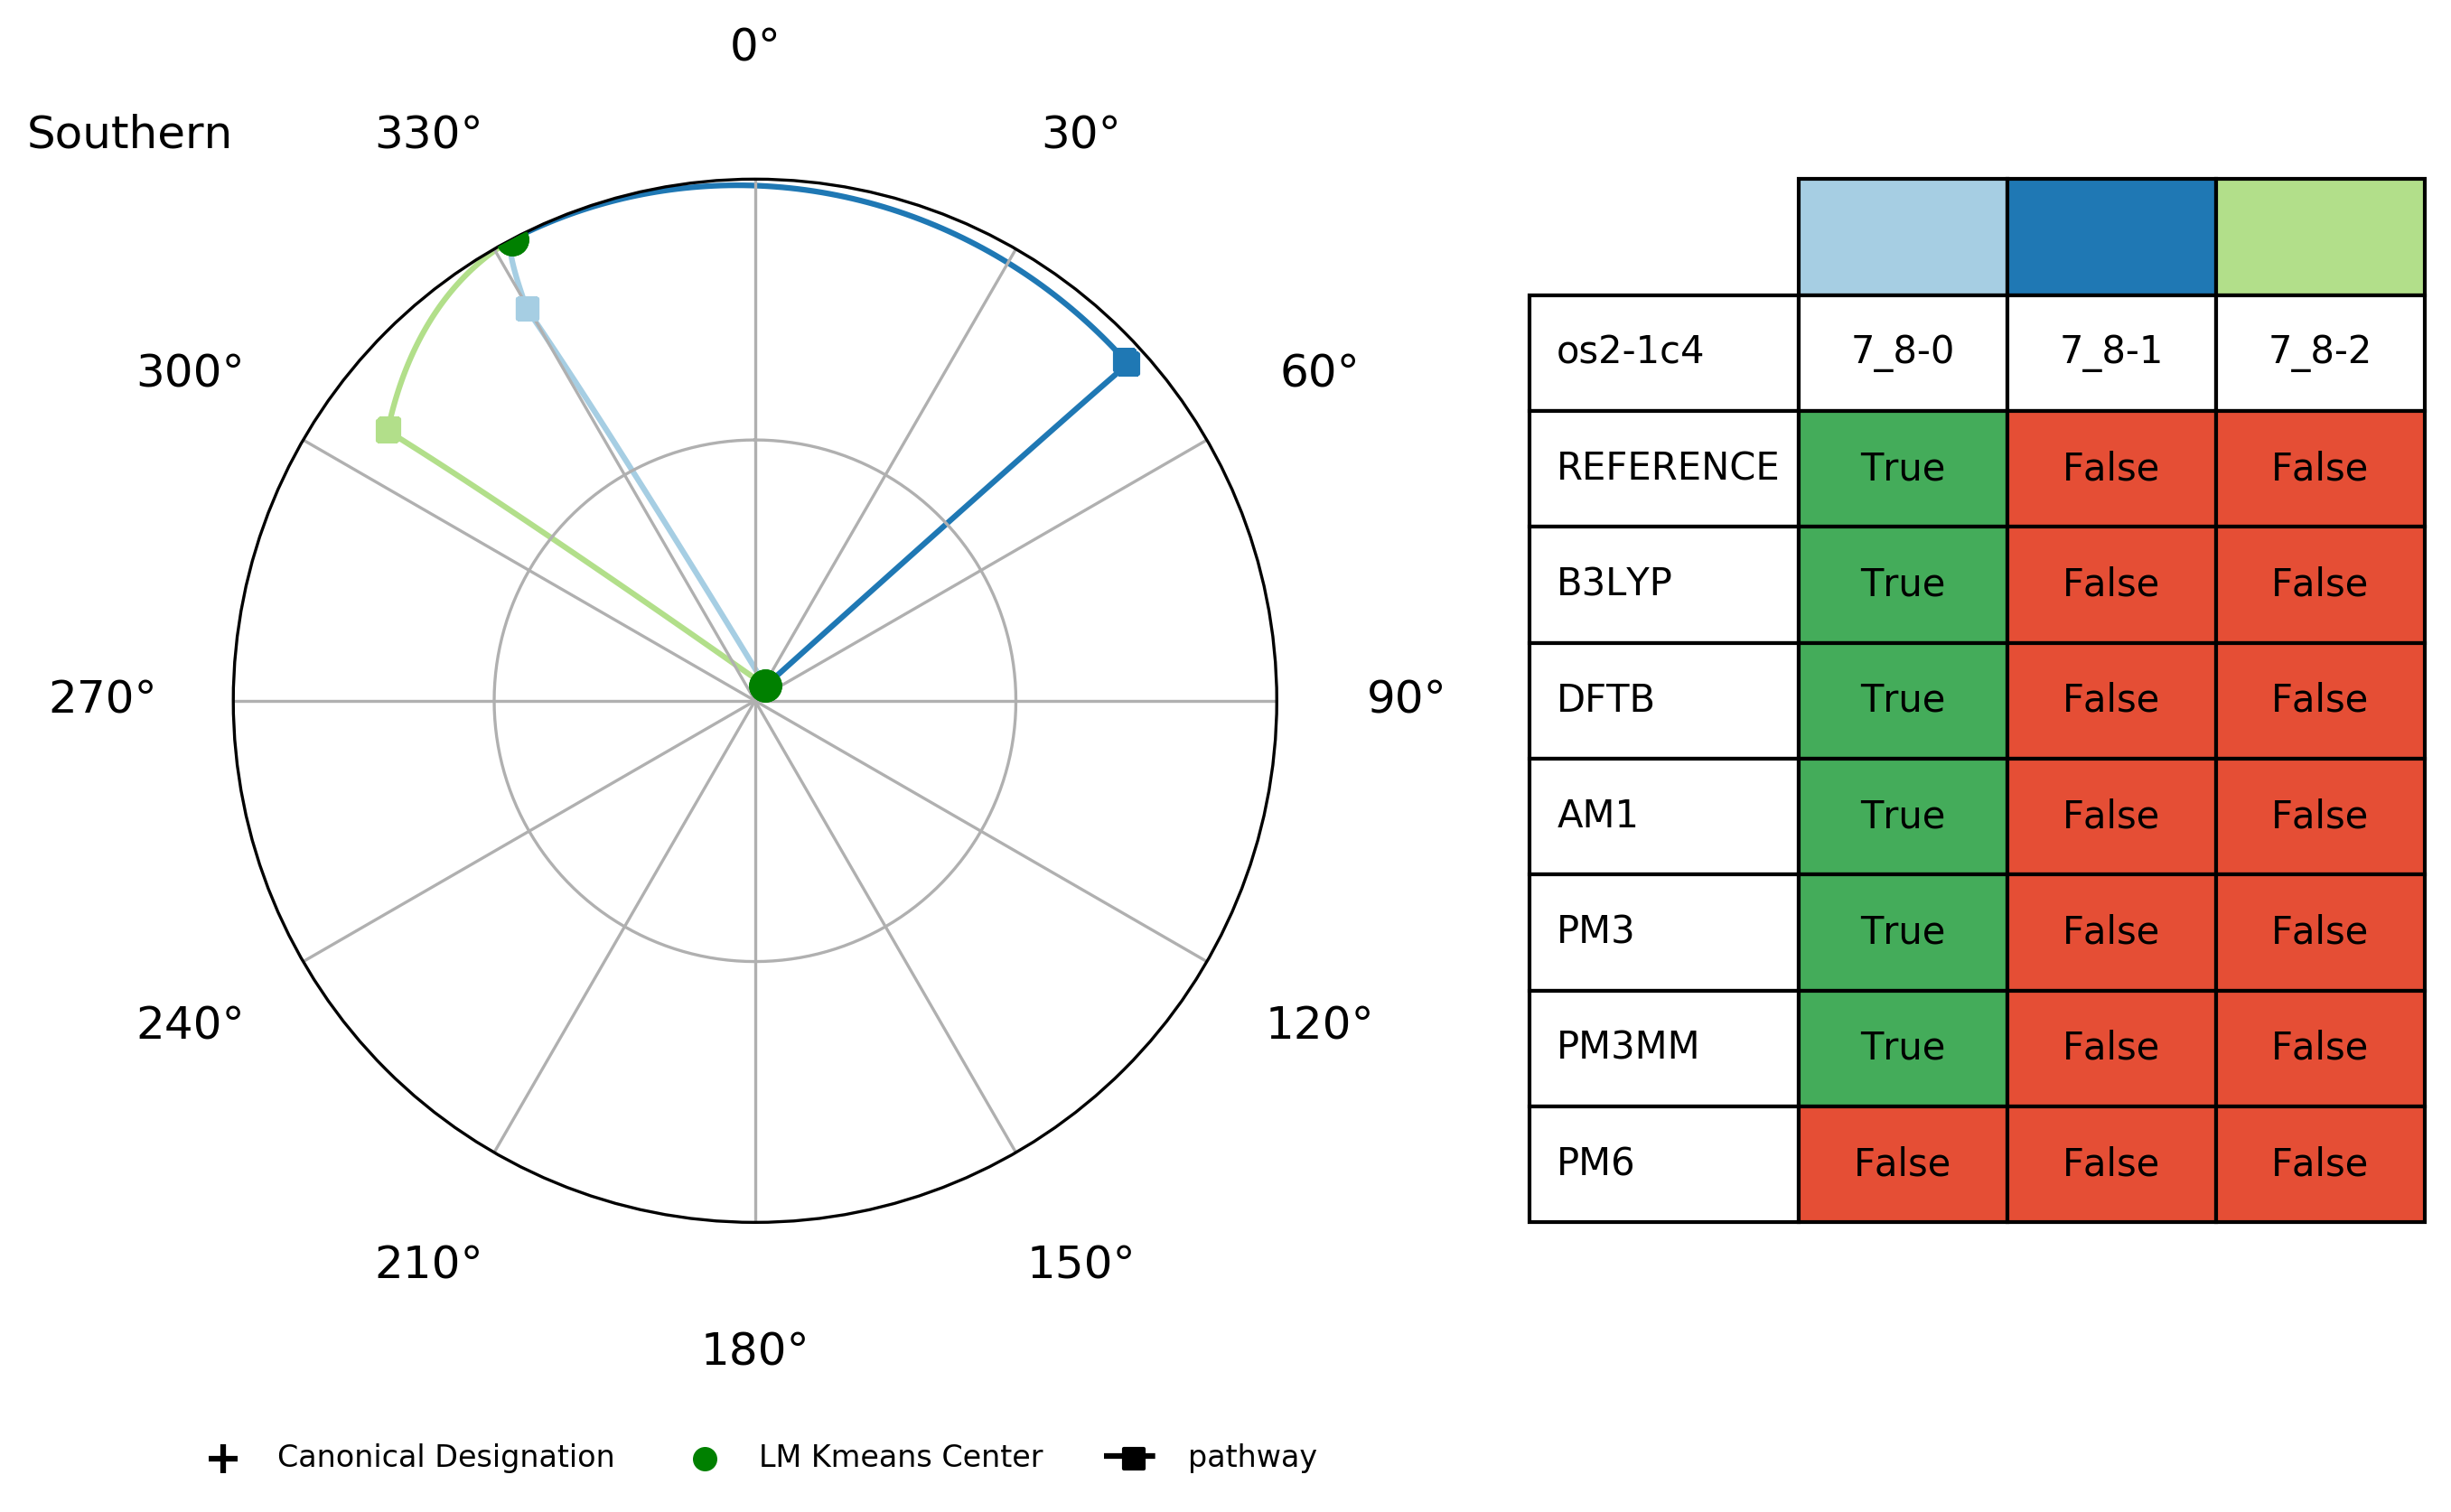 0°
Southern
330°
30°
300°
60°
270°
90°
240°
120°
210°
150°
180°
os2-1c4 7_8-0 7_8-1 7_8-2
REFERENCE True False False
B3LYP True False False
DFTB True False False
AM1 True False False
PM3 True False False
PM3MM True False False
PM6 False False False
Canonical Designation LM Kmeans Center pathway